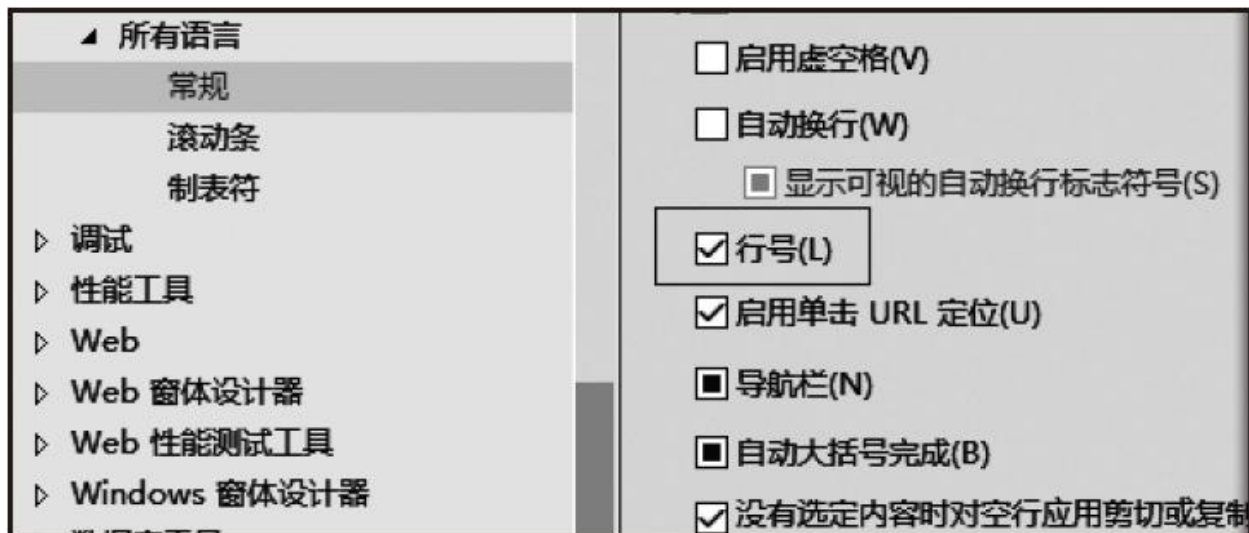 所有语言
常规
滚动条
制表符
调试
性能工具
Web
Web 窗体设计器
Web 性能测试工具
Windows 窗体设计器
启用虚空格(V)
自动换行(W)
显示可视的自动换行标志符号(S)
行号(L)
启用单击 URL 定位(U)
导航栏(N)
自动大括号完成(B)
没有选定内容时对空行应用剪切或复制